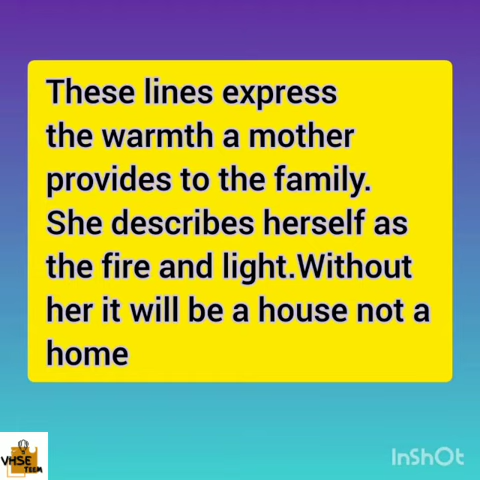 These lines express
the warmth a mother
provides to the family.
She describes herself as
the fire and light.Without
her it will be a house not a
home
VHSE
TEEM
InShOt